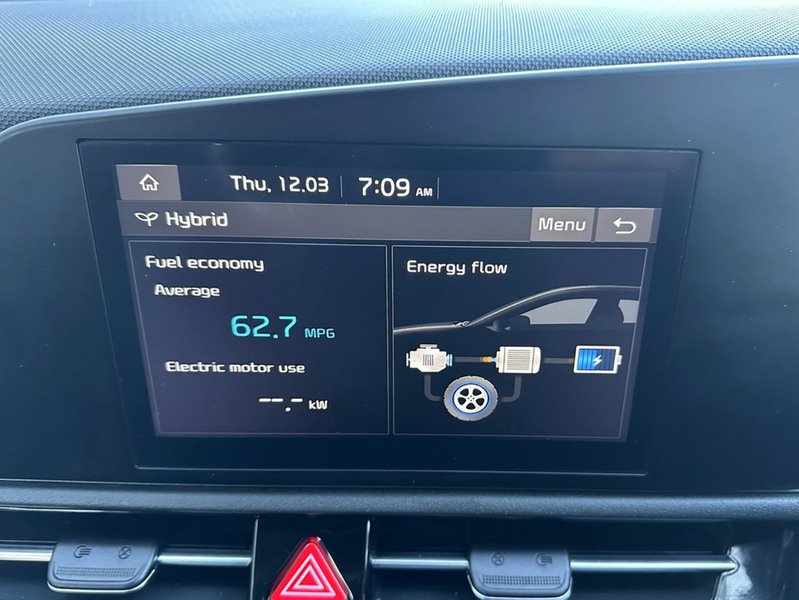 Thu, 12.03 7:09 AM
Hybrid Menu
Fuel economy
Average
62.7 MPG
Electric motor use
--.- kW
Energy flow